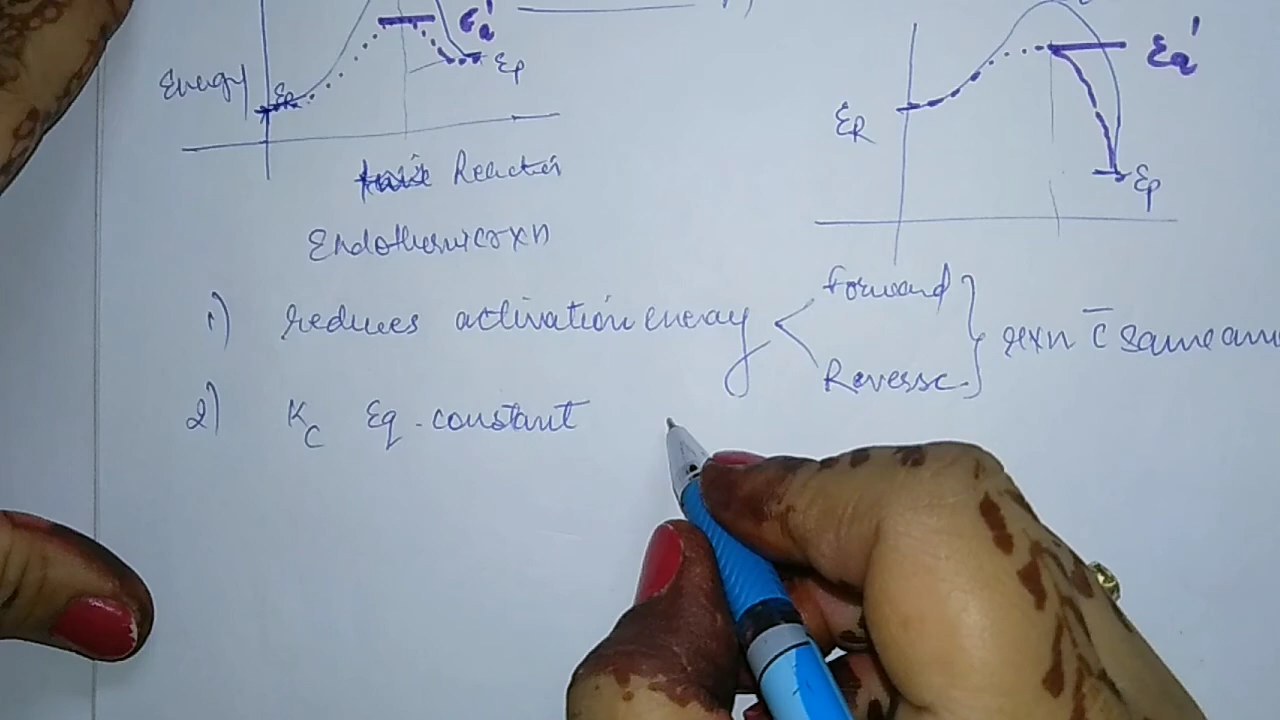 Ea'
Energy ER EP
Ea'
ER
EP
Reaction
Endothermic rxn
1) reduces activation energy < Forward
Reverse } rxn c̄ same am
2) Kc Eq. constant